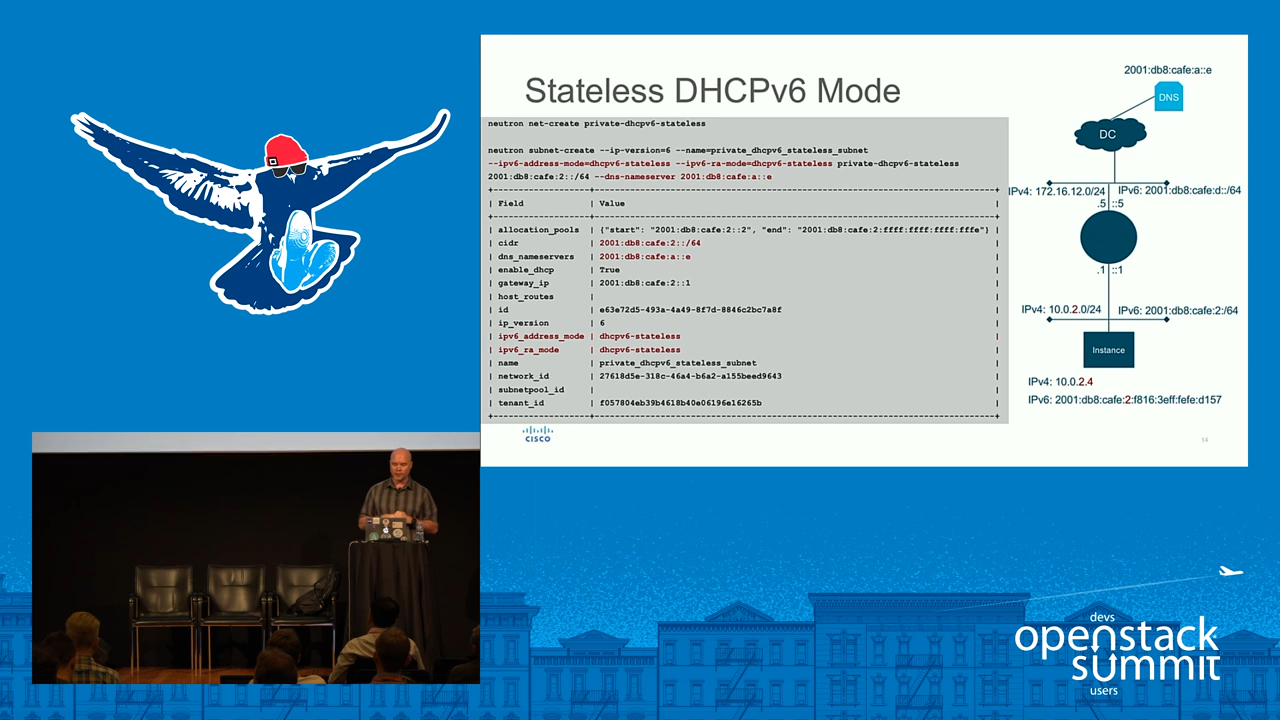 Stateless DHCPv6 Mode
neutron net-create private-dhcpv6-stateless
neutron subnet-create --ip-version=6 --name=private_dhcpv6_stateless_subnet
--ipv6-address-mode=dhcpv6-stateless --ipv6-ra-mode=dhcpv6-stateless private-dhcpv6-stateless
2001:db8:cafe:2::/64 --dns-nameserver 2001:db8:cafe:a::e
| Field | Value |
| allocation_pools | {"start": "2001:db8:cafe:2::2", "end": "2001:db8:cafe:2:ffff:ffff:ffff:fffe"} |
| cidr | 2001:db8:cafe:2::/64 |
| dns_nameservers | 2001:db8:cafe:a::e |
| enable_dhcp | True |
| gateway_ip | 2001:db8:cafe:2::1 |
| host_routes | |
| id | e63e72d5-493a-4a49-8f7d-8846c2bc7a8f |
| ip_version | 6 |
| ipv6_address_mode | dhcpv6-stateless |
| ipv6_ra_mode | dhcpv6-stateless |
| name | private_dhcpv6_stateless_subnet |
| network_id | 27618d5e-318c-46a4-b6a2-a155beed9643 |
| subnetpool_id | |
| tenant_id | f057804eb39b4618b40e06196e16265b |
2001:db8:cafe:a::e
DNS
DC
IPv4: 172.16.12.0/24 IPv6: 2001:db8:cafe:d::/64
.5 ::5
.1 ::1
IPv4: 10.0.2.0/24 IPv6: 2001:db8:cafe:2:/64
Instance
IPv4: 10.0.2.4
IPv6: 2001:db8:cafe:2:f816:3eff:fefe:d157
CISCO
14
devs
openstack
summit
users